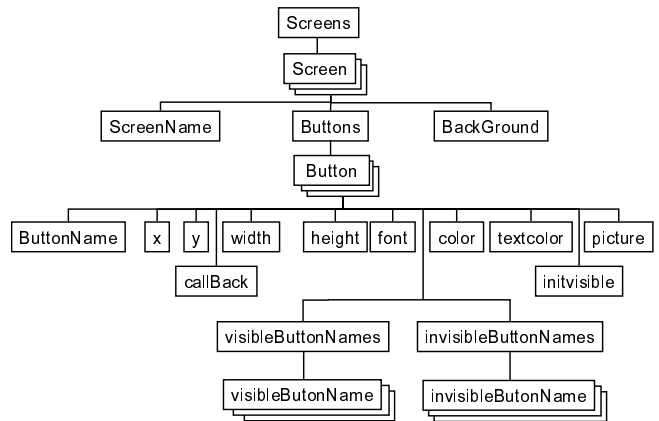 Screens
Screen
ScreenName
Buttons
BackGround
Button
ButtonName
x
y
width
height
font
color
textcolor
picture
callBack
initvisible
visibleButtonNames
invisibleButtonNames
visibleButonName
invisibleButonName